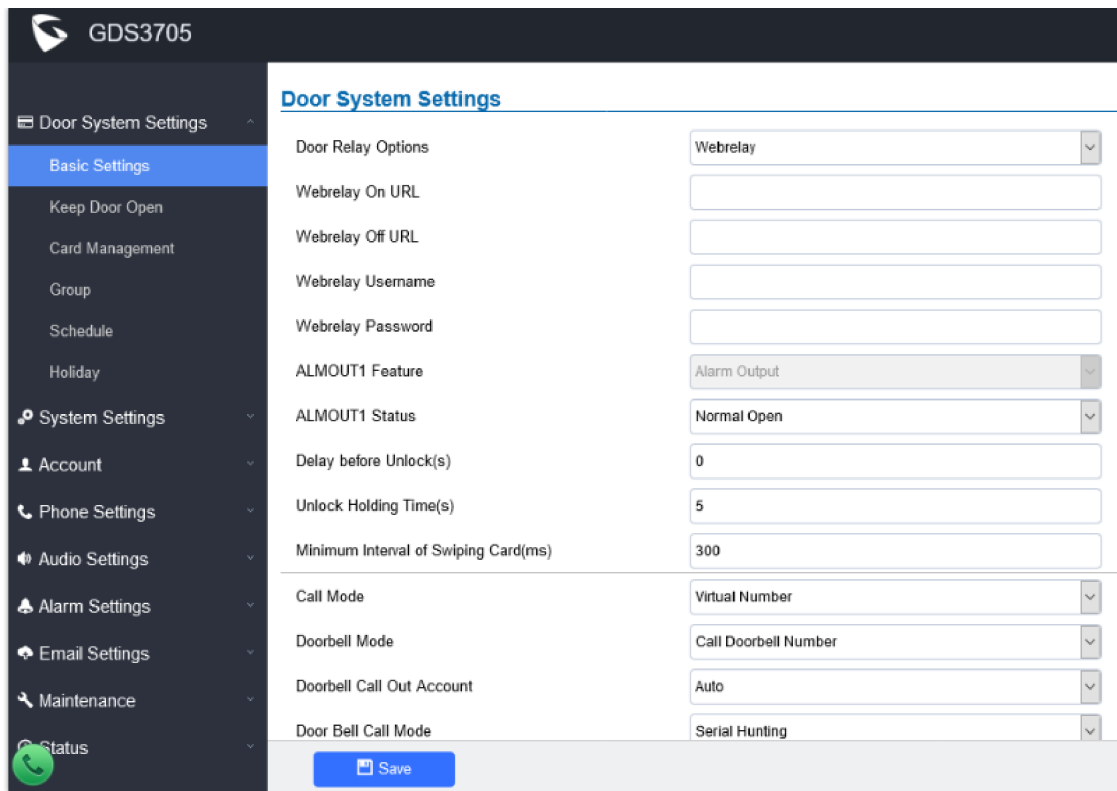 GDS3705
Door System Settings
Basic Settings
Keep Door Open
Card Management
Group
Schedule
Holiday
System Settings
Account
Phone Settings
Audio Settings
Alarm Settings
Email Settings
Maintenance
Status
Door System Settings
Door Relay Options Webrelay
Webrelay On URL
Webrelay Off URL
Webrelay Username
Webrelay Password
ALMOUT1 Feature Alarm Output
ALMOUT1 Status Normal Open
Delay before Unlock(s) 0
Unlock Holding Time(s) 5
Minimum Interval of Swiping Card(ms) 300
Call Mode Virtual Number
Doorbell Mode Call Doorbell Number
Doorbell Call Out Account Auto
Door Bell Call Mode Serial Hunting
Save